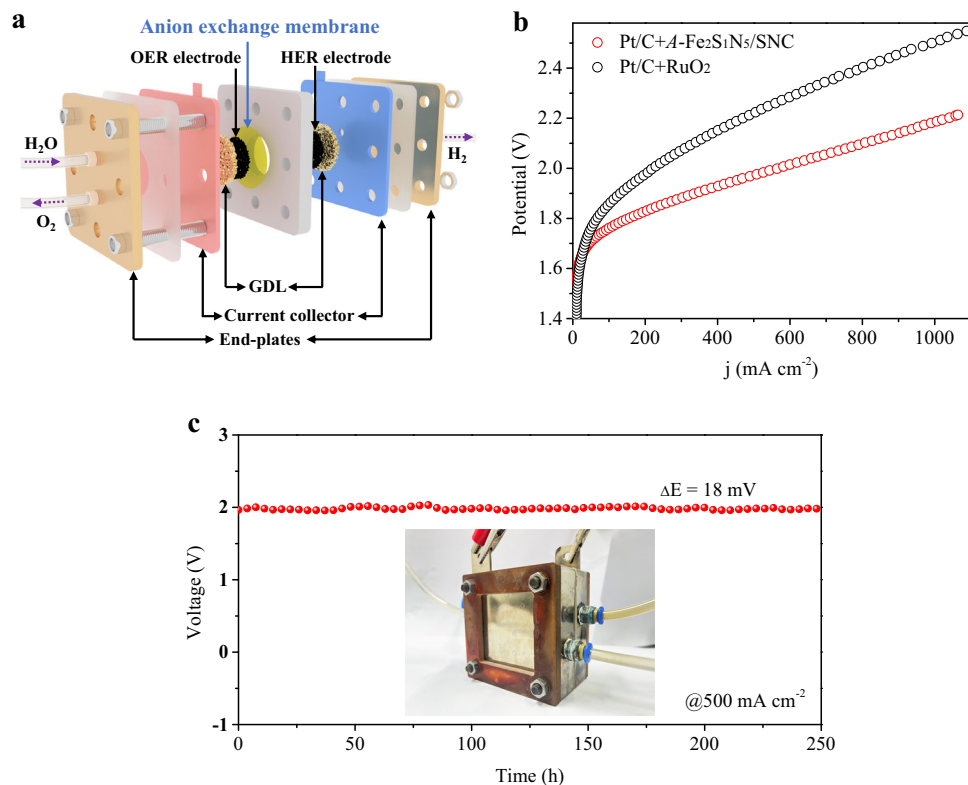 a
Anion exchange membrane
OER electrode
HER electrode
H₂O
O₂
H₂
GDL
Current collector
End-plates
b
Pt/C+A-Fe₂S₁N₅/SNC
Pt/C+RuO₂
2.4
2.2
2.0
1.8
1.6
1.4
Potential (V)
0 200 400 600 800 1000
j (mA cm⁻²)
c
3
2
1
0
-1
Voltage (V)
ΔE = 18 mV
@500 mA cm⁻²
0 50 100 150 200 250
Time (h)